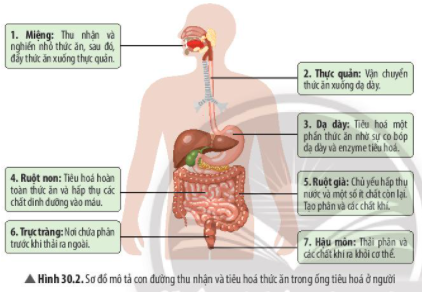 1. Miệng: Thu nhận và
nghiền nhỏ thức ăn, sau đó,
đẩy thức ăn xuống thực quản.
2. Thực quản: Vận chuyển
thức ăn xuống dạ dày.
3. Dạ dày: Tiêu hoá một
phần thức ăn nhờ sự co bóp
dạ dày và enzyme tiêu hoá.
4. Ruột non: Tiêu hoá hoàn
toàn thức ăn và hấp thụ các
chất dinh dưỡng vào máu.
5. Ruột già: Chủ yếu hấp thụ
nước và một số ít chất còn lại.
Tạo phân và các chất khí.
6. Trực tràng: Nơi chứa phân
trước khi thải ra ngoài.
7. Hậu môn: Thải phân và
các chất khí ra khỏi cơ thể.
▲ Hình 30.2. Sơ đồ mô tả con đường thu nhận và tiêu hoá thức ăn trong ống tiêu hoá ở người